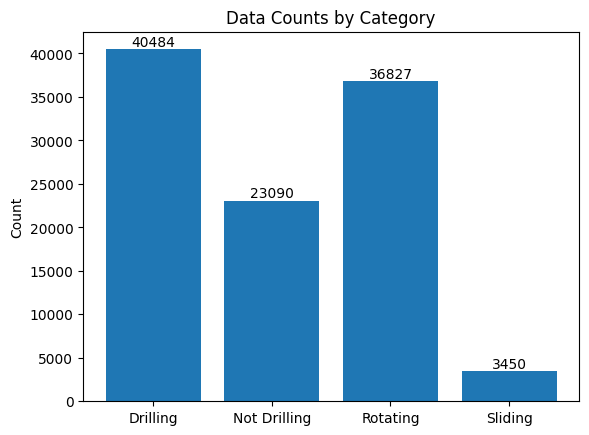 Data Counts by Category
Count
40000
35000
30000
25000
20000
15000
10000
5000
0
40484
23090
36827
3450
Drilling
Not Drilling
Rotating
Sliding